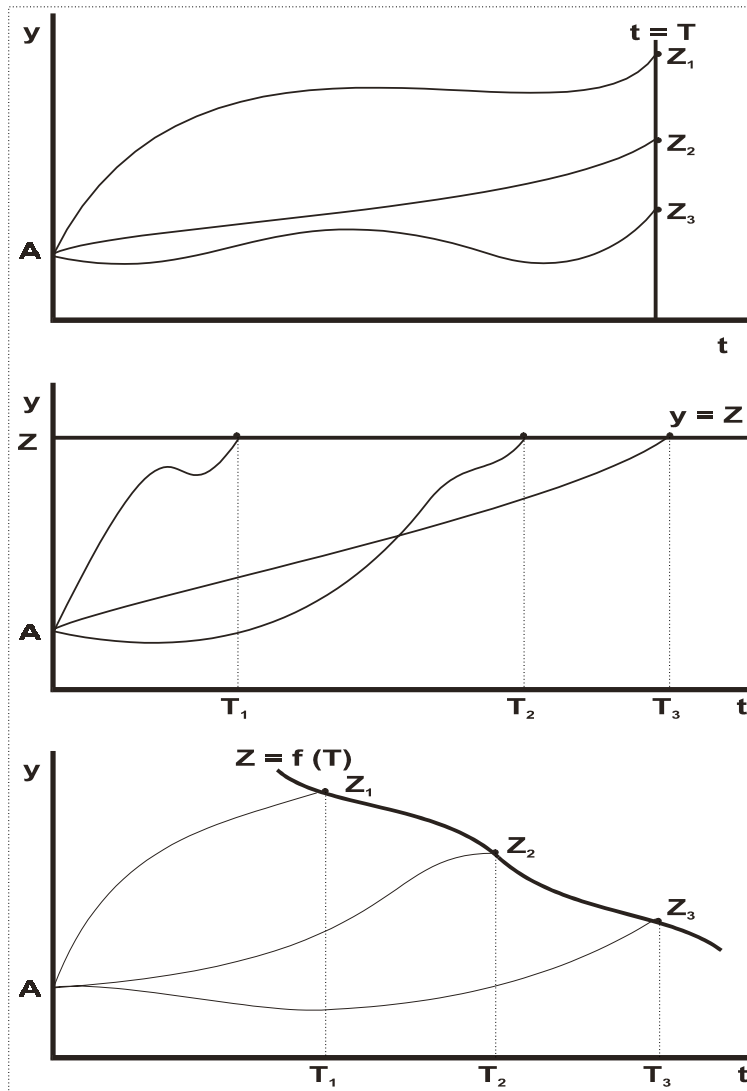 y
t = T
Z₁
Z₂
Z₃
A
t
y
y = Z
Z
A
T₁
T₂
T₃
t
Z = f (T)
y
Z₁
Z₂
Z₃
A
T₁
T₂
T₃
t